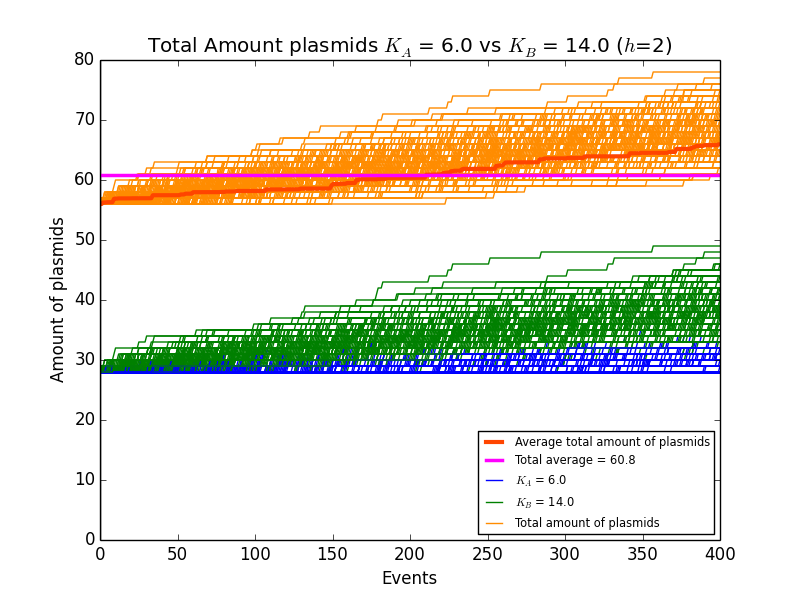 Total Amount plasmids K_A = 6.0 vs K_B = 14.0 (h=2)
80
70
60
50
40
30
20
10
0
Amount of plasmids
Average total amount of plasmids
Total average = 60.8
K_A = 6.0
K_B = 14.0
Total amount of plasmids
0 50 100 150 200 250 300 350 400
Events